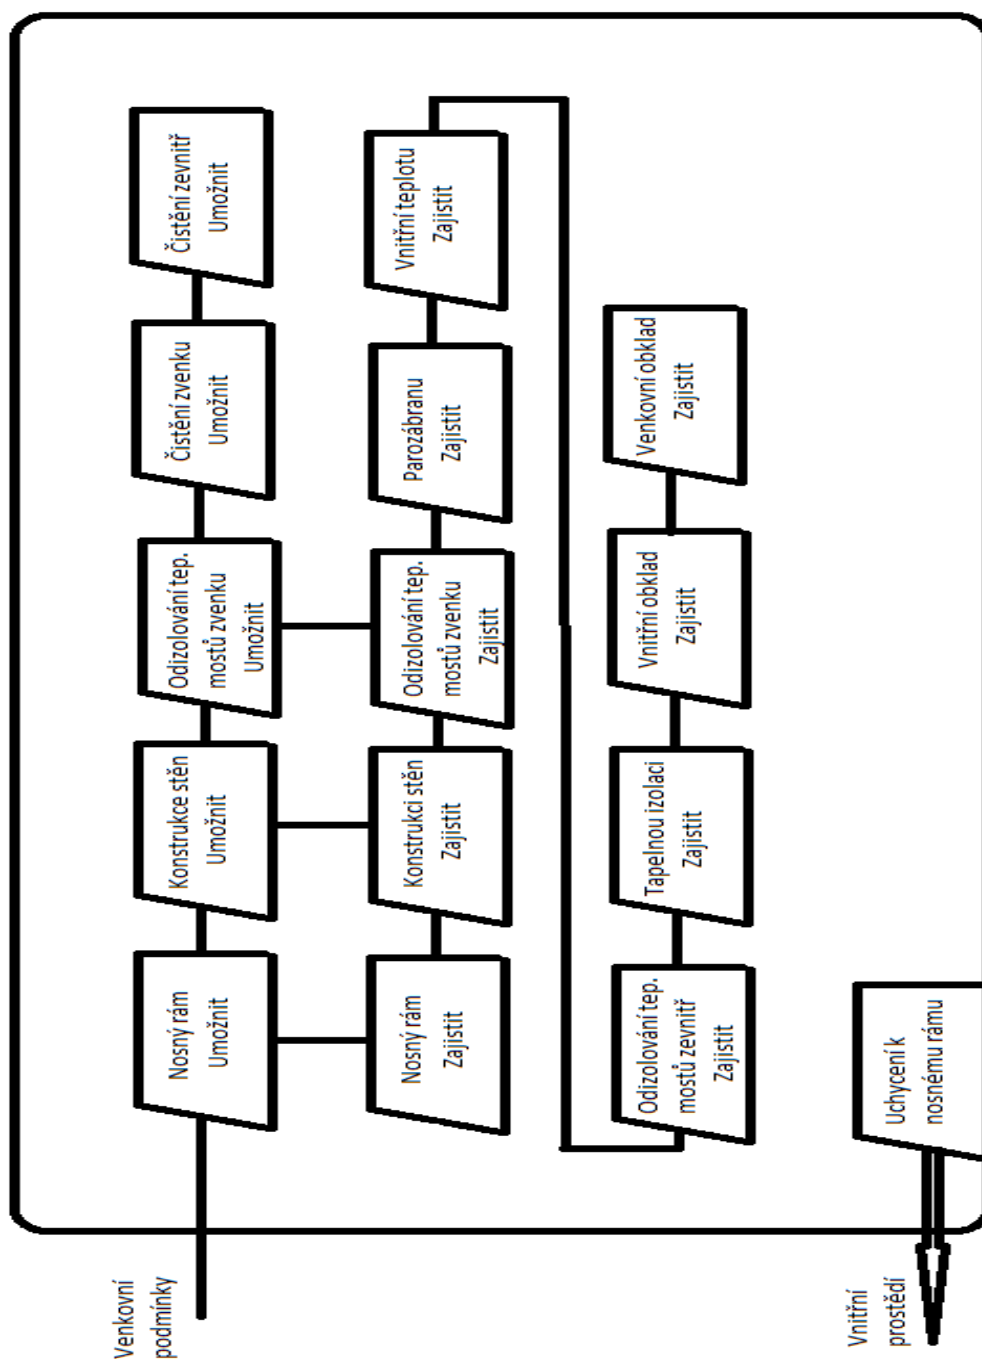 Venkovní
podmínky
Nosný rám
Umožnit
Konstrukce stěn
Umožnit
Odizolování tep.
mostů zvenku
Umožnit
Čistění zvenku
Umožnit
Čistění zevnitř
Umožnit
Nosný rám
Zajistit
Konstrukci stěn
Zajistit
Odizolování tep.
mostů zvenku
Zajistit
Parozábranu
Zajistit
Vnitřní teplotu
Zajistit
Odizolování tep.
mostů zevnitř
Zajistit
Tapelnou izolaci
Zajistit
Vnitřní obklad
Zajistit
Venkovní obklad
Zajistit
Vnitřní
prostědí
Uchycení k
nosnému rámu